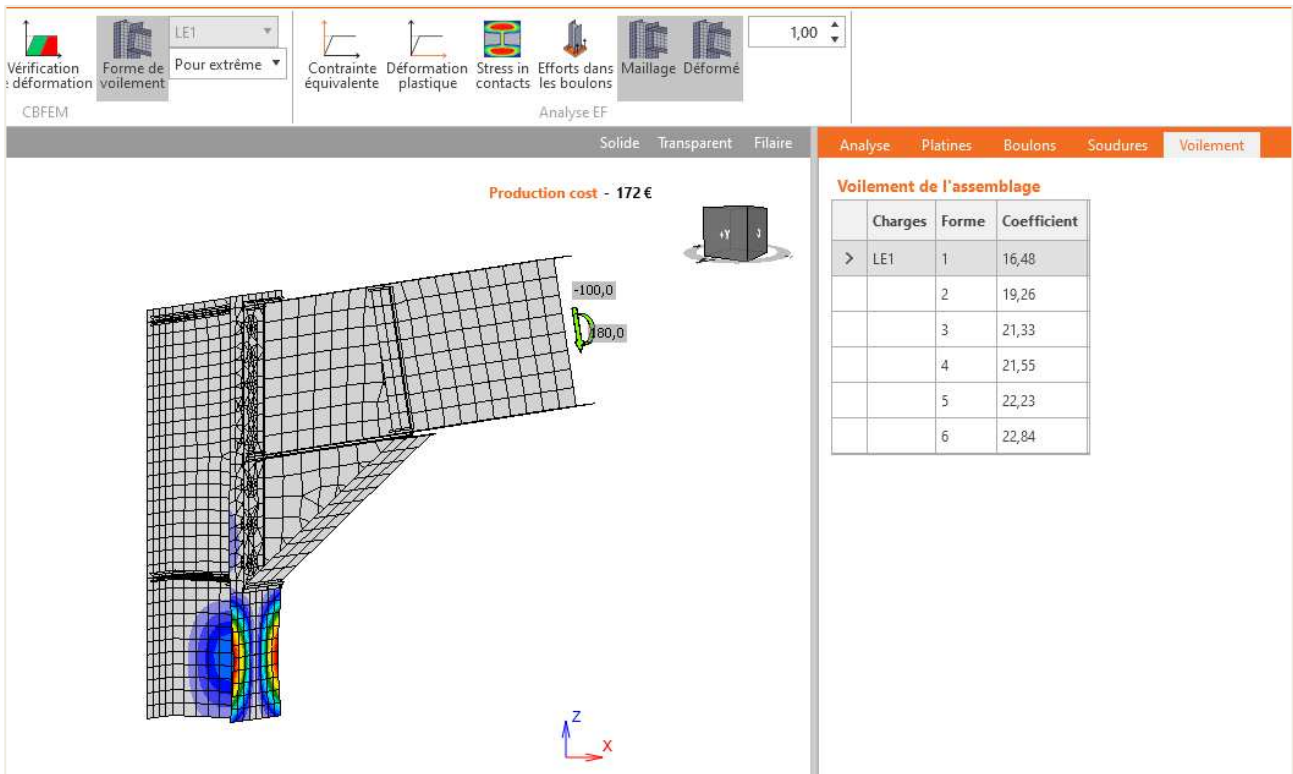 LE1
1,00
Pour extrême
Vérification
déformation
Forme de
voilement
Contrainte
équivalente
Déformation
plastique
Stress in
contacts
Efforts dans
les boulons
Maillage
Déformé
CBFEM
Analyse EF
Solide Transparent Filaire
Analyse Platines Boulons Soudures Voilement
Production cost - 172 €
Voilement de l'assemblage
Charges Forme Coefficient
> LE1 1 16,48
2 19,26
3 21,33
4 21,55
5 22,23
6 22,84
+Y
-100,0
180,0
Z
X